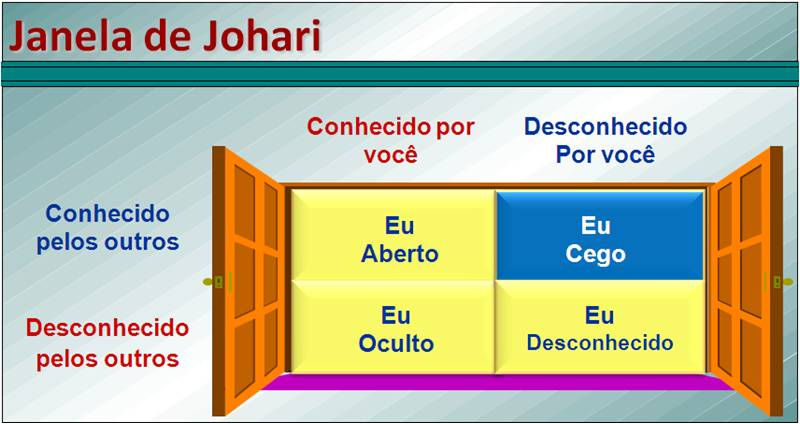 Janela de Johari
Conhecido por
você
Desconhecido
Por você
Conhecido
pelos outros
Eu
Aberto
Eu
Cego
Desconhecido
pelos outros
Eu
Oculto
Eu
Desconhecido